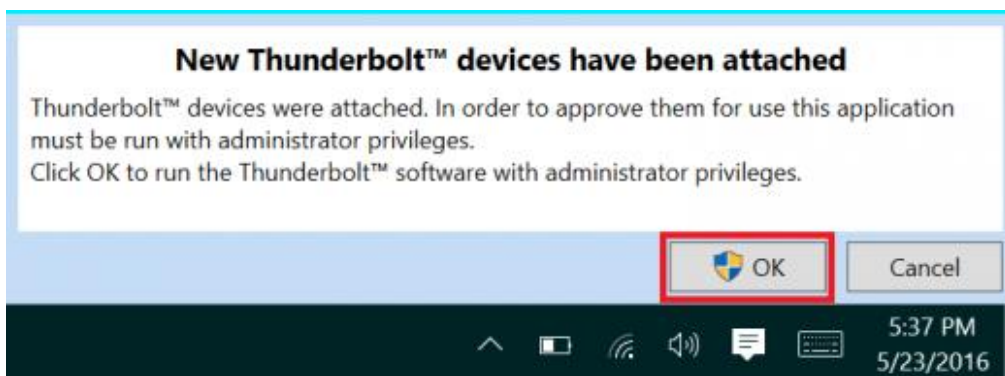 New Thunderbolt™ devices have been attached
Thunderbolt™ devices were attached. In order to approve them for use this application
must be run with administrator privileges.
Click OK to run the Thunderbolt™ software with administrator privileges.
OK
Cancel
5:37 PM
5/23/2016